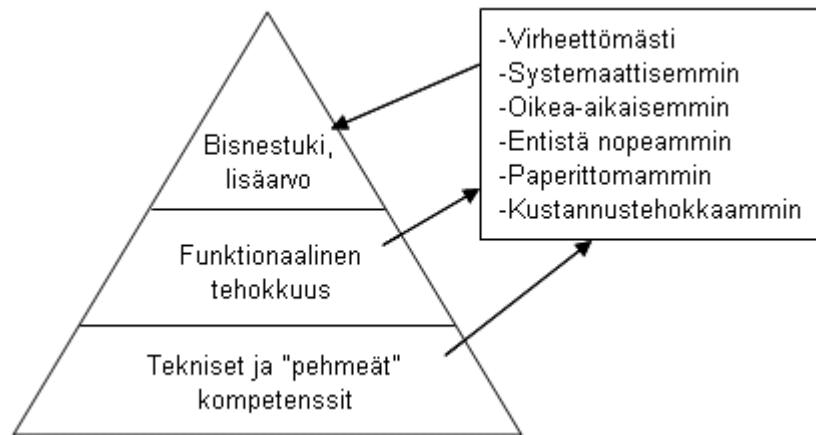 Bisnestuki,
lisäarvo
Funktionaalinen
tehokkuus
Tekniset ja "pehmeät"
kompetenssit
-Virheettömästi
-Systemaattisemmin
-Oikea-aikaisemmin
-Entistä nopeammin
-Paperittomammin
-Kustannustehokkaammin